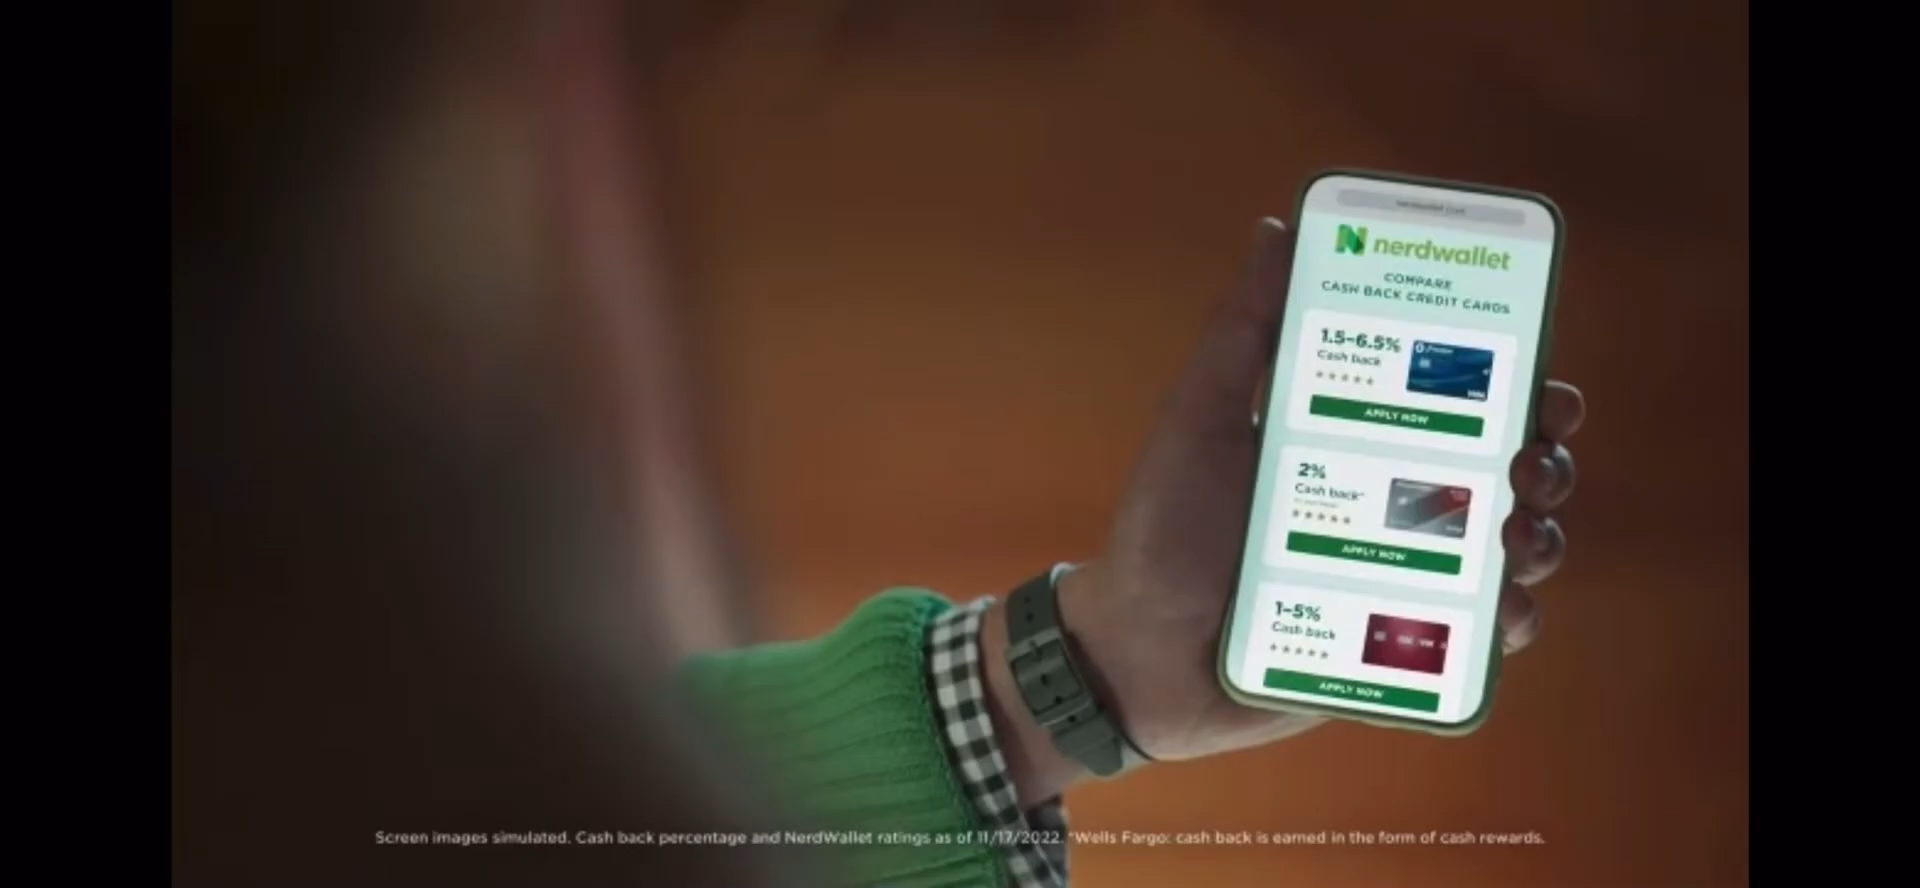 nerdwallet
COMPARE
CASH BACK CREDIT CARDS
1.5–6.5%
Cash back
APPLY NOW
2%
Cash back*
APPLY NOW
1–5%
Cash back
APPLY NOW
Screen images simulated. Cash back percentage and NerdWallet ratings as of 11/17/2022. *Wells Fargo: cash back is earned in the form of cash rewards.